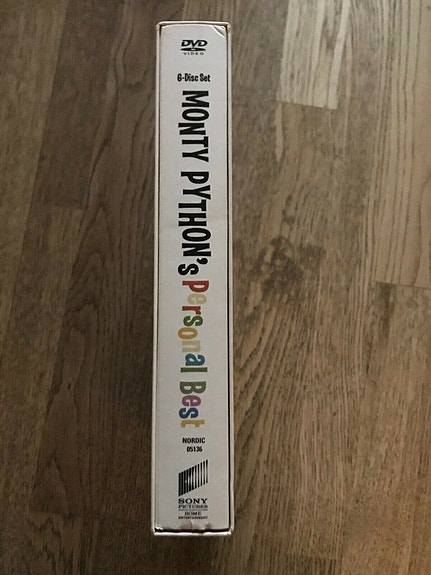 DVD
VIDEO
6-Disc Set
MONTY PYTHON's Personal Best
NORDIC
05136
SONY
PICTURES
HOME
ENTERTAINMENT